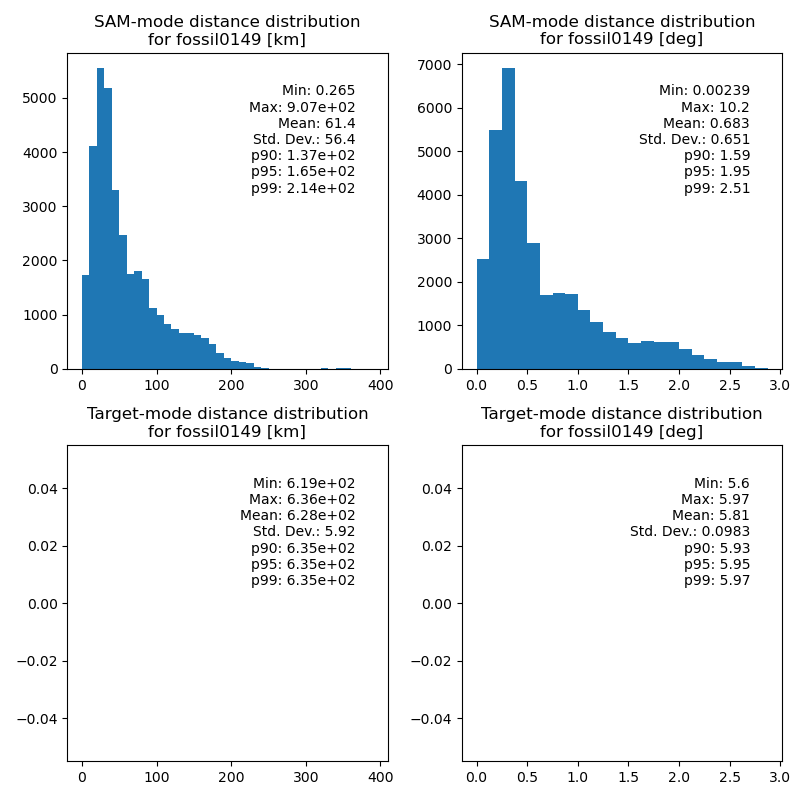 SAM-mode distance distribution
for fossil0149 [km]
Min: 0.265
Max: 9.07e+02
Mean: 61.4
Std. Dev.: 56.4
p90: 1.37e+02
p95: 1.65e+02
p99: 2.14e+02
5000
4000
3000
2000
1000
0
0
100
200
300
400
SAM-mode distance distribution
for fossil0149 [deg]
Min: 0.00239
Max: 10.2
Mean: 0.683
Std. Dev.: 0.651
p90: 1.59
p95: 1.95
p99: 2.51
7000
6000
5000
4000
3000
2000
1000
0
0.0
0.5
1.0
1.5
2.0
2.5
3.0
Target-mode distance distribution
for fossil0149 [km]
Min: 6.19e+02
Max: 6.36e+02
Mean: 6.28e+02
Std. Dev.: 5.92
p90: 6.35e+02
p95: 6.35e+02
p99: 6.35e+02
0.04
0.02
0.00
−0.02
−0.04
0
100
200
300
400
Target-mode distance distribution
for fossil0149 [deg]
Min: 5.6
Max: 5.97
Mean: 5.81
Std. Dev.: 0.0983
p90: 5.93
p95: 5.95
p99: 5.97
0.04
0.02
0.00
−0.02
−0.04
0.0
0.5
1.0
1.5
2.0
2.5
3.0